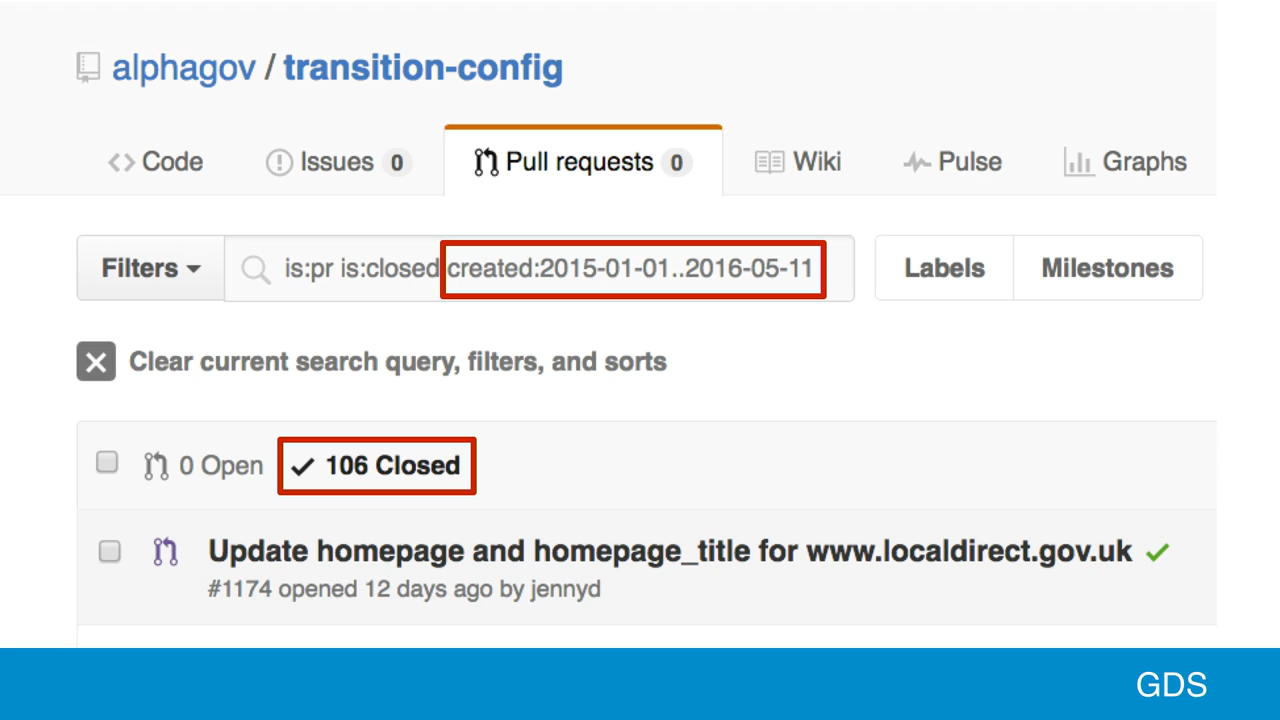 alphagov / transition-config
Code Issues 0 Pull requests 0 Wiki Pulse Graphs
Filters is:pr is:closed created:2015-01-01..2016-05-11 Labels Milestones
Clear current search query, filters, and sorts
0 Open 106 Closed
Update homepage and homepage_title for www.localdirect.gov.uk
#1174 opened 12 days ago by jennyd
GDS